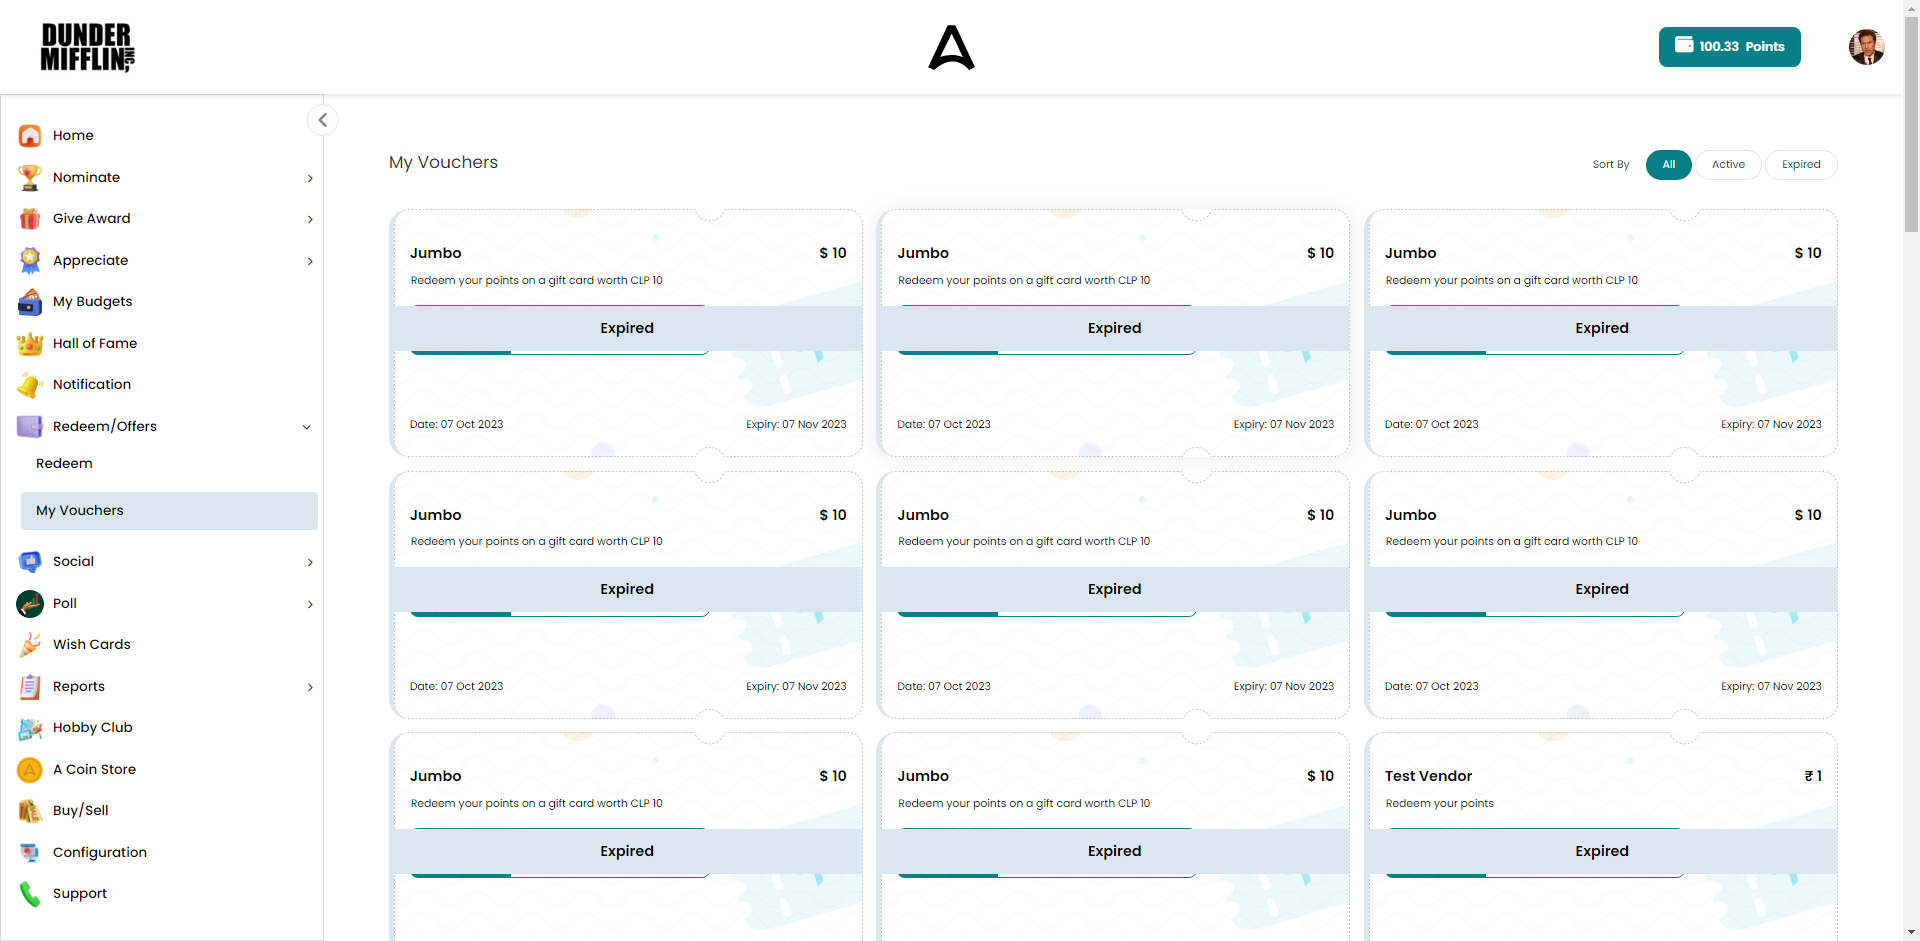 DUNDER
MIFFLIN INC,
100.33 Points
Home
Nominate
Give Award
Appreciate
My Budgets
Hall of Fame
Notification
Redeem/Offers
Redeem
My Vouchers
Social
Poll
Wish Cards
Reports
Hobby Club
A Coin Store
Buy/Sell
Configuration
Support
My Vouchers
Sort By All Active Expired
Jumbo $ 10
Redeem your points on a gift card worth CLP 10
Expired
Date: 07 Oct 2023 Expiry: 07 Nov 2023
Jumbo $ 10
Redeem your points on a gift card worth CLP 10
Expired
Date: 07 Oct 2023 Expiry: 07 Nov 2023
Jumbo $ 10
Redeem your points on a gift card worth CLP 10
Expired
Date: 07 Oct 2023 Expiry: 07 Nov 2023
Jumbo $ 10
Redeem your points on a gift card worth CLP 10
Expired
Date: 07 Oct 2023 Expiry: 07 Nov 2023
Jumbo $ 10
Redeem your points on a gift card worth CLP 10
Expired
Date: 07 Oct 2023 Expiry: 07 Nov 2023
Jumbo $ 10
Redeem your points on a gift card worth CLP 10
Expired
Date: 07 Oct 2023 Expiry: 07 Nov 2023
Jumbo $ 10
Redeem your points on a gift card worth CLP 10
Expired
Jumbo $ 10
Redeem your points on a gift card worth CLP 10
Expired
Test Vendor ₹ 1
Redeem your points
Expired